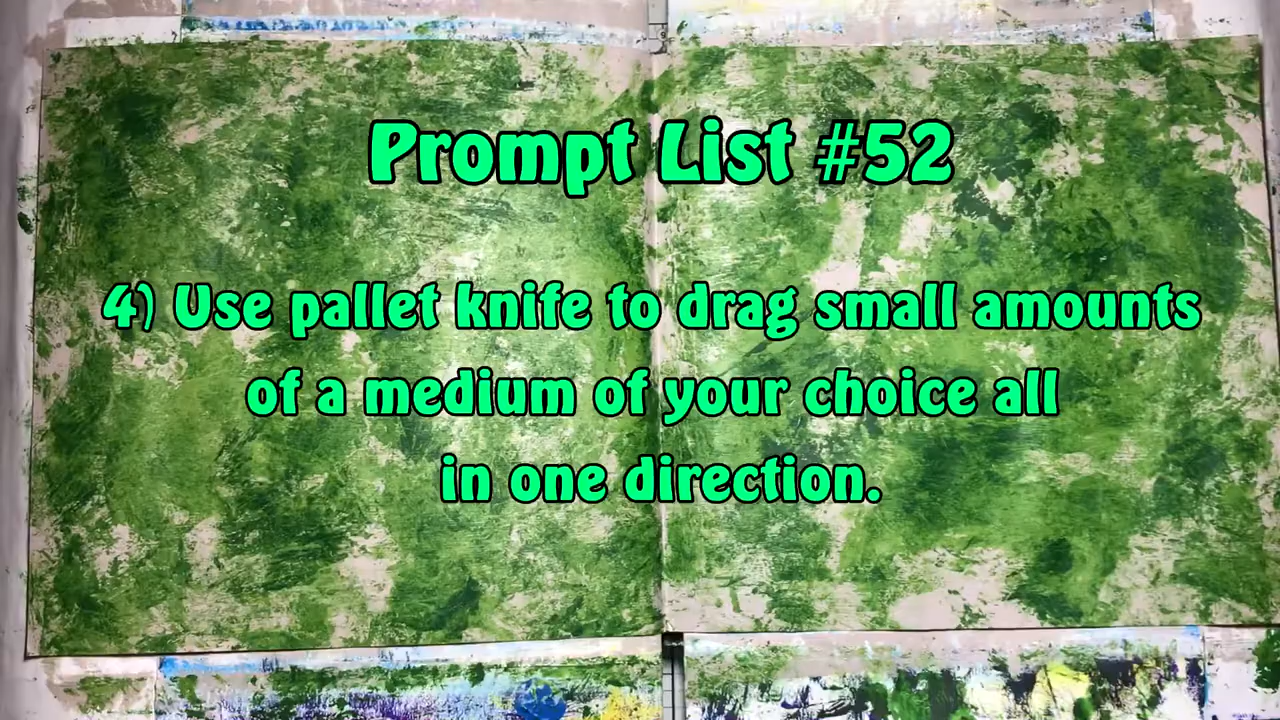 Prompt List #52
4) Use pallet knife to drag small amounts
of a medium of your choice all
in one direction.